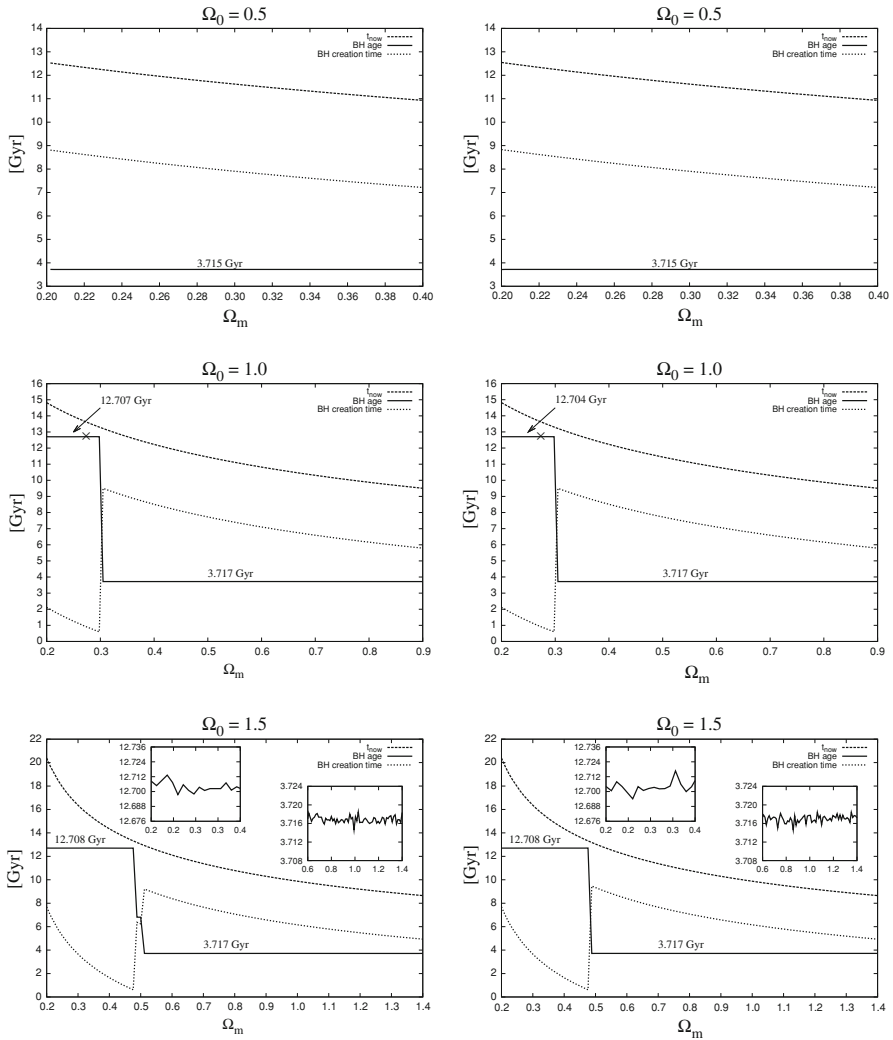 Ω0 = 0.5
14
13
12
11
10
9
8
7
6
5
4
3
[Gyr]
tnow
BH age
BH creation time
3.715 Gyr
0.20 0.22 0.24 0.26 0.28 0.30 0.32 0.34 0.36 0.38 0.40
Ωm
Ω0 = 0.5
14
13
12
11
10
9
8
7
6
5
4
3
[Gyr]
tnow
BH age
BH creation time
3.715 Gyr
0.20 0.22 0.24 0.26 0.28 0.30 0.32 0.34 0.36 0.38 0.40
Ωm
Ω0 = 1.0
16
15
14
13
12
11
10
9
8
7
6
5
4
3
2
1
0
[Gyr]
tnow
BH age
BH creation time
12.707 Gyr
3.717 Gyr
0.2 0.3 0.4 0.5 0.6 0.7 0.8 0.9
Ωm
Ω0 = 1.0
16
15
14
13
12
11
10
9
8
7
6
5
4
3
2
1
0
[Gyr]
tnow
BH age
BH creation time
12.704 Gyr
3.717 Gyr
0.2 0.3 0.4 0.5 0.6 0.7 0.8 0.9
Ωm
Ω0 = 1.5
22
20
18
16
14
12
10
8
6
4
2
0
[Gyr]
tnow
BH age
BH creation time
12.736
12.712
12.700
12.676
0.2 0.2 0.3 0.3 0.4
3.724
3.716
3.712
3.708
0.6 0.8 1.0 1.2 1.4
12.708 Gyr
3.717 Gyr
0.2 0.3 0.4 0.5 0.6 0.7 0.8 0.9 1.0 1.1 1.2 1.3 1.4
Ωm
Ω0 = 1.5
22
20
18
16
14
12
10
8
6
4
2
0
[Gyr]
tnow
BH age
BH creation time
12.736
12.712
12.700
12.676
0.2 0.2 0.3 0.3 0.4
3.724
3.716
3.712
3.708
0.6 0.8 1.0 1.2 1.4
12.708 Gyr
3.717 Gyr
0.2 0.3 0.4 0.5 0.6 0.7 0.8 0.9 1.0 1.1 1.2 1.3 1.4
Ωm